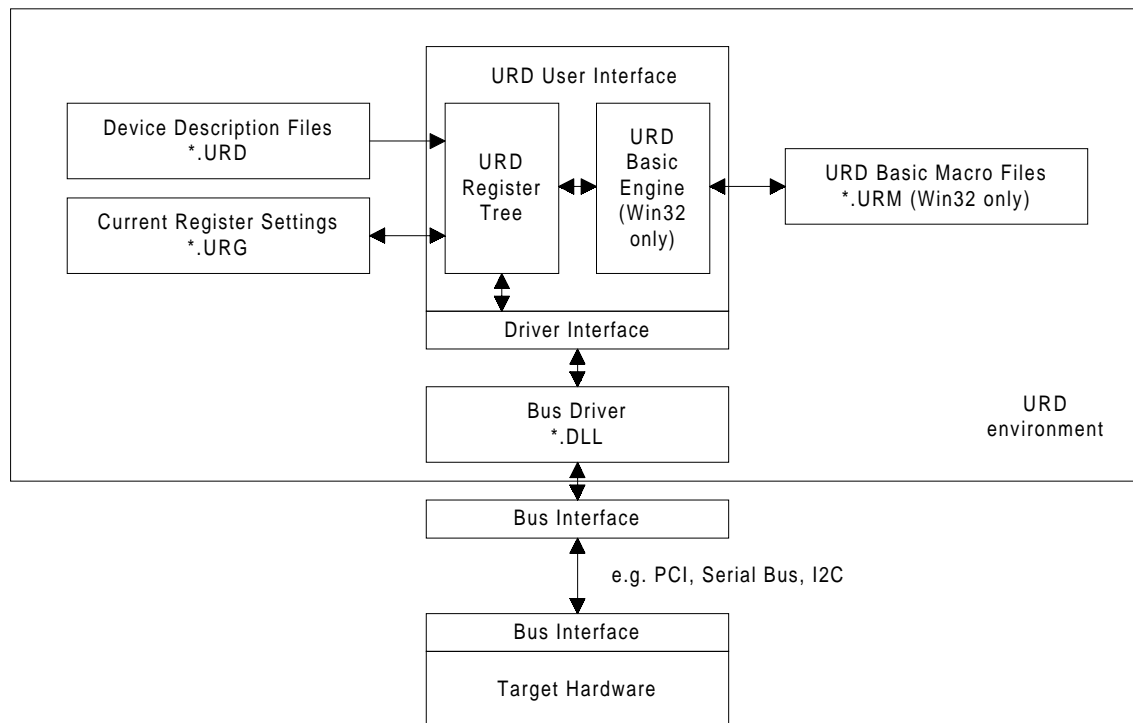 URD User Interface
Device Description Files
*.URD
Current Register Settings
*.URG
URD
Register
Tree
URD
Basic
Engine
(Win32
only)
URD Basic Macro Files
*.URM (Win32 only)
Driver Interface
Bus Driver
*.DLL
URD
environment
Bus Interface
e.g. PCI, Serial Bus, I2C
Bus Interface
Target Hardware